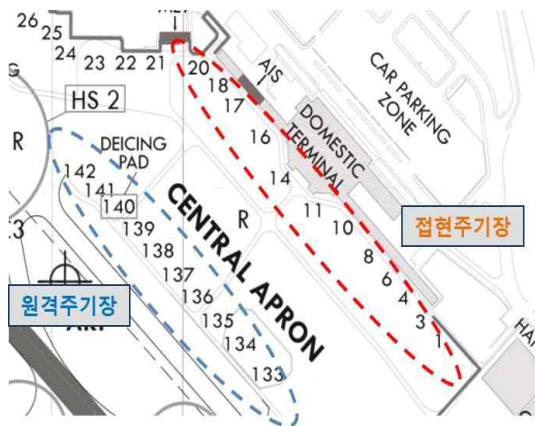 MET
26
25
24
23
22
21
20
18
17
AIS
16
CAR PARKING
ZONE
DOMESTIC
TERMINAL
HS 2
R
DEICING
PAD
142
141
140
139
138
137
136
135
134
133
CENTRAL APRON
R
14
11
10
8
6
4
3
1
접현주기장
원격주기장